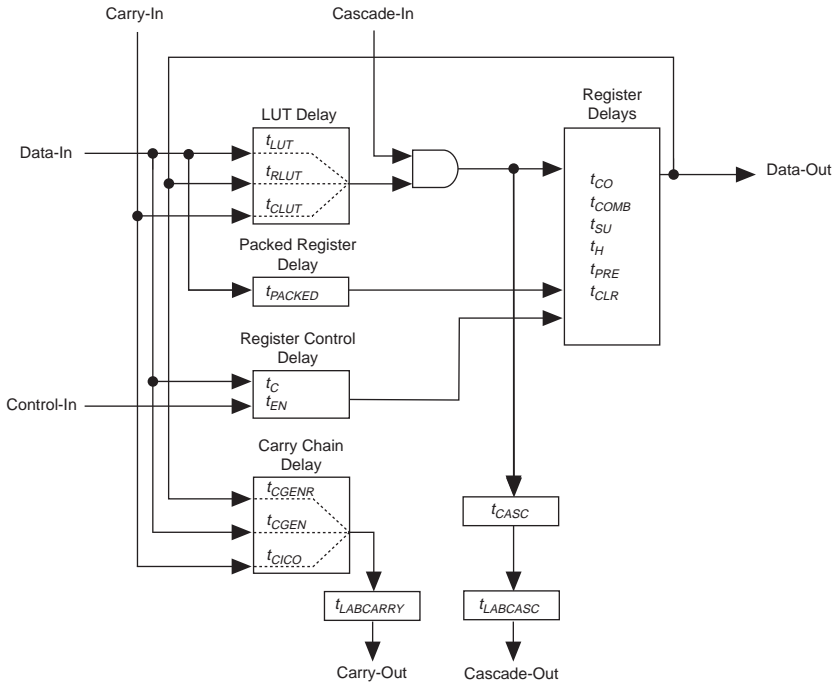 Carry-In
Cascade-In
LUT Delay
Register
Delays
Data-In
tLUT
tRLUT
tCLUT
Data-Out
tCO
tCOMB
tSU
tH
tPRE
tCLR
Packed Register
Delay
tPACKED
Register Control
Delay
tC
tEN
Control-In
Carry Chain
Delay
tCGENR
tCGEN
tCICO
tCASC
tLABCARRY
tLABCASC
Carry-Out
Cascade-Out